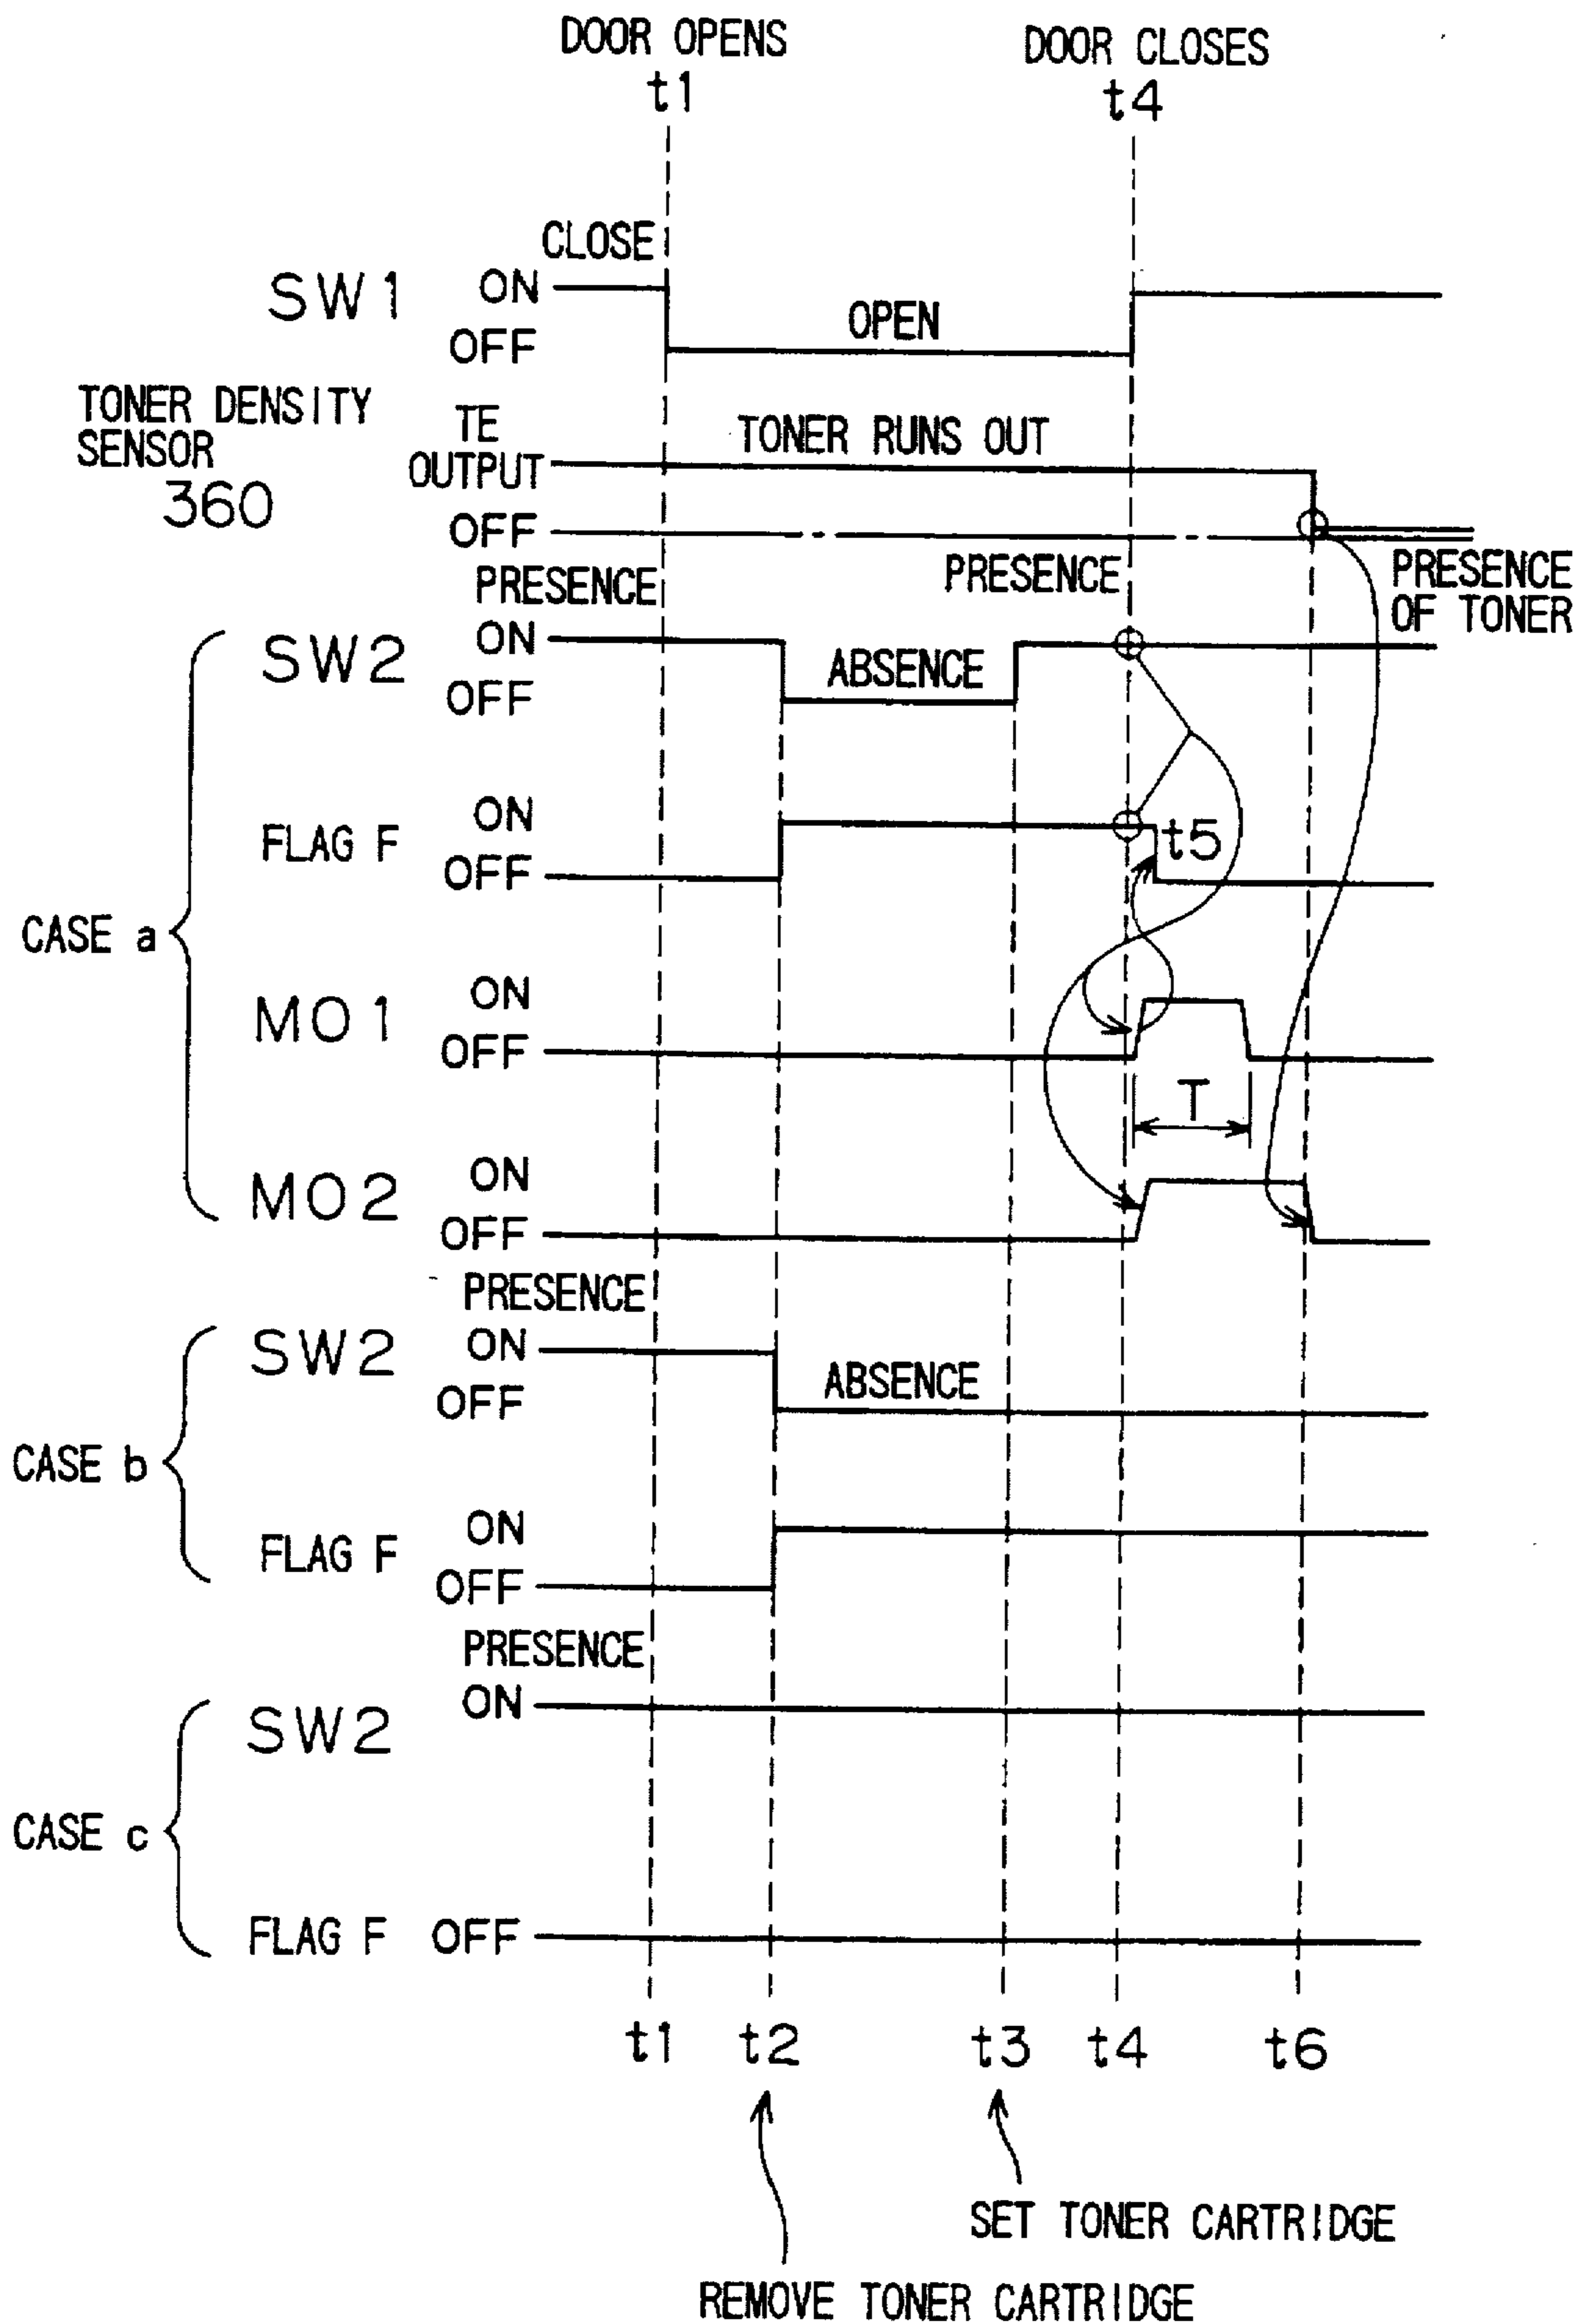 DOOR OPENS
t1
DOOR CLOSES
t4
CLOSE
SW1
ON
OFF
OPEN
TONER DENSITY
SENSOR
360
TE
OUTPUT
OFF
TONER RUNS OUT
PRESENCE
PRESENCE
PRESENCE
OF TONER
CASE a
SW2
ON
OFF
ABSENCE
FLAG F
ON
OFF
t5
MO1
ON
OFF
T
MO2
ON
OFF
PRESENCE
CASE b
SW2
ON
OFF
ABSENCE
FLAG F
ON
OFF
PRESENCE
CASE c
SW2
ON
FLAG F
OFF
t1
t2
t3
t4
t6
SET TONER CARTRIDGE
REMOVE TONER CARTRIDGE